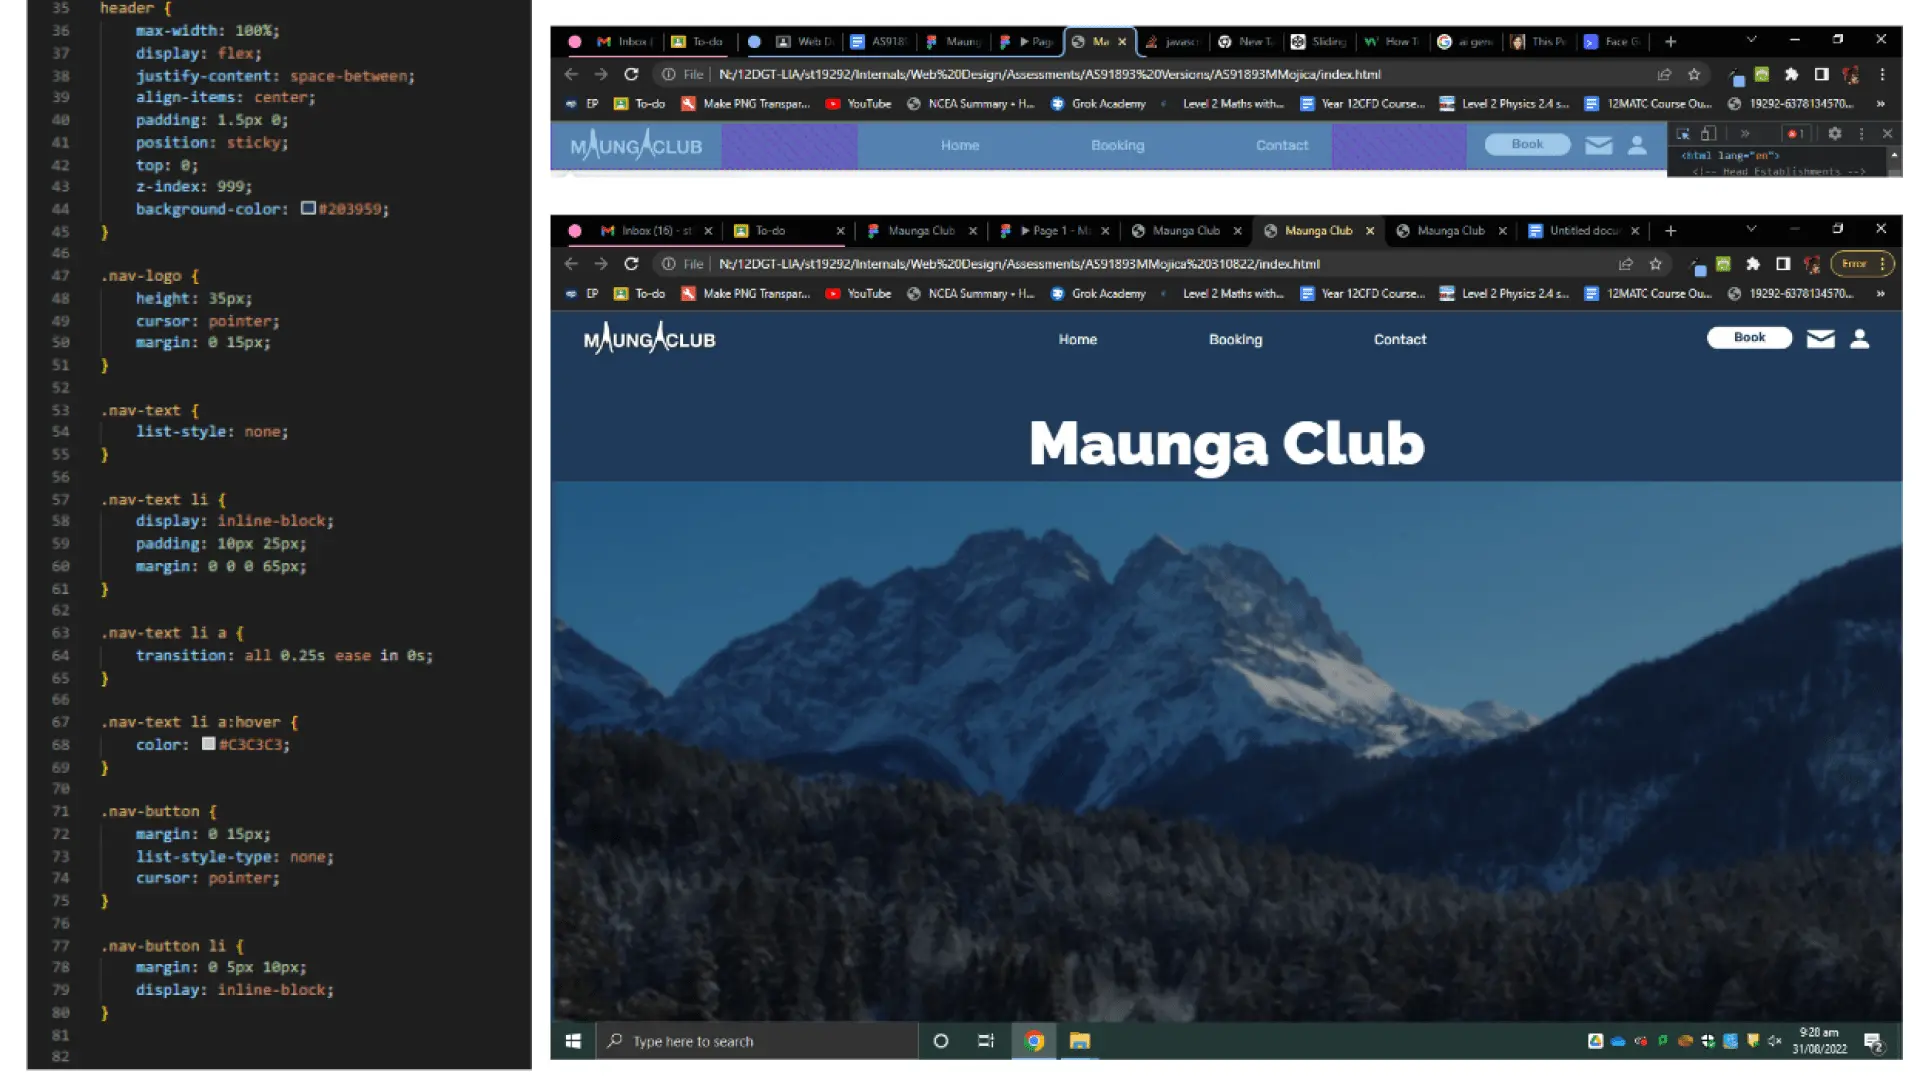 35 header {
36 max-width: 100%;
37 display: flex;
38 justify-content: space-between;
39 align-items: center;
40 padding: 1.5px 0;
41 position: sticky;
42 top: 0;
43 z-index: 999;
44 background-color: #203959;
45 }
46
47 .nav-logo {
48 height: 35px;
49 cursor: pointer;
50 margin: 0 15px;
51 }
52
53 .nav-text {
54 list-style: none;
55 }
56
57 .nav-text li {
58 display: inline-block;
59 padding: 10px 25px;
60 margin: 0 0 0 65px;
61 }
62
63 .nav-text li a {
64 transition: all 0.25s ease in 0s;
65 }
66
67 .nav-text li a:hover {
68 color: #C3C3C3;
69 }
70
71 .nav-button {
72 margin: 0 15px;
73 list-style-type: none;
74 cursor: pointer;
75 }
76
77 .nav-button li {
78 margin: 0 5px 10px;
79 display: inline-block;
80 }
81
82
Inbox ( To-do Web D AS918 Maung Page Ma javasc New T Sliding How T ai gen This Pe Face G
File N:/12DGT-LIA/st19292/Internals/Web%20Design/Assessments/AS91893%20Versions/AS91893MMojica/index.html
EP To-do Make PNG Transpar... YouTube NCEA Summary • H... Grok Academy Level 2 Maths with... Year 12CFD Course... Level 2 Physics 2.4 s... 12MATC Course Ou... 19292-6378134570... »
MAUNGACLUB Home Booking Contact Book » 1
<html lang="en">
<!-- Head Establishments -->
Inbox (16) - st To-do Maunga Club Page 1 - M Maunga Club Maunga Club Maunga Club Untitled docu
File N:/12DGT-LIA/st19292/Internals/Web%20Design/Assessments/AS91893MMojica%20310822/index.html Error
EP To-do Make PNG Transpar... YouTube NCEA Summary • H... Grok Academy Level 2 Maths with... Year 12CFD Course... Level 2 Physics 2.4 s... 12MATC Course Ou... 19292-6378134570... »
MAUNGACLUB Home Booking Contact Book
Maunga Club
Type here to search
9:28 am
31/08/2022
2